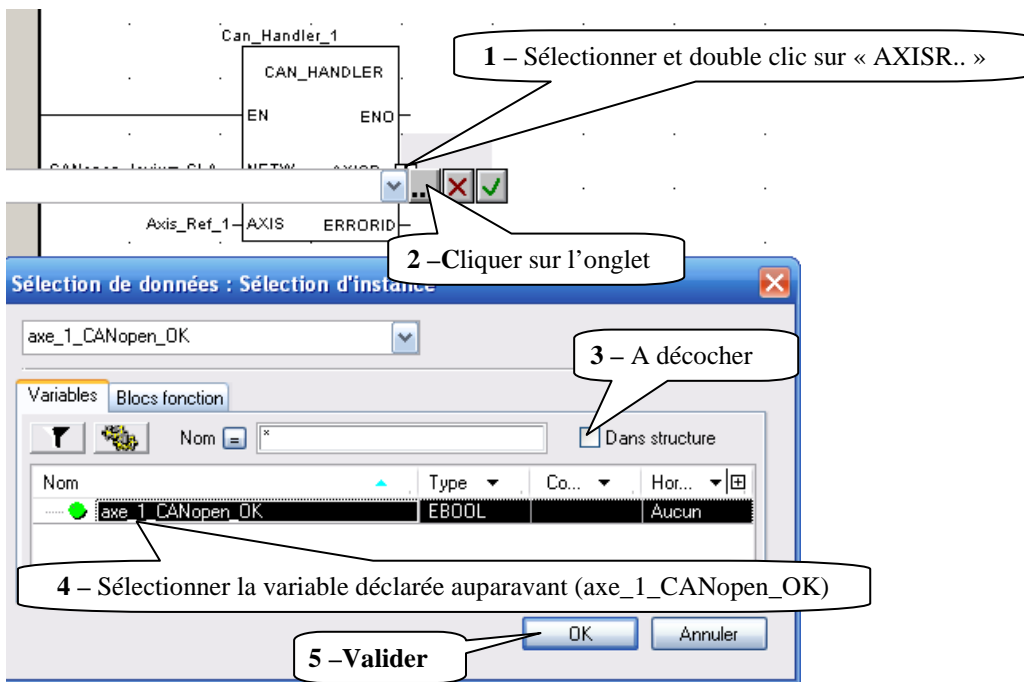 Can_Handler_1
1 – Sélectionner et double clic sur « AXISR.. »
CAN_HANDLER
EN ENO
Axis_Ref_1 AXIS ERRORID
2 –Cliquer sur l’onglet
Sélection de données : Sélection d'instance
axe_1_CANopen_OK
3 – A décocher
Variables Blocs fonction
Nom = * Dans structure
Nom Type Co... Hor...
axe_1_CANopen_OK EBOOL Aucun
4 – Sélectionner la variable déclarée auparavant (axe_1_CANopen_OK)
OK Annuler
5 –Valider